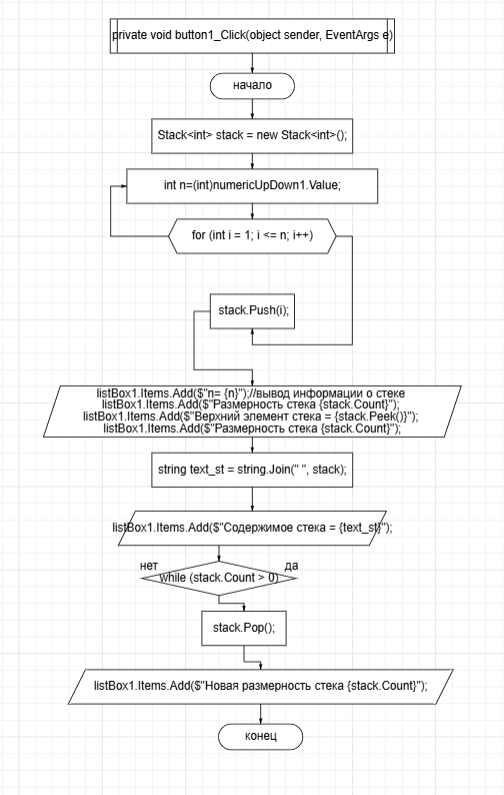 private void button1_Click(object sender, EventArgs e)
начало
Stack<int> stack = new Stack<int>();
int n=(int)numericUpDown1.Value;
for (int i = 1; i <= n; i++)
stack.Push(i);
listBox1.Items.Add($"n= {n}");//вывод информации о стеке
listBox1.Items.Add($"Размерность стека {stack.Count}");
listBox1.Items.Add($"Верхний элемент стека = {stack.Peek()}");
listBox1.Items.Add($"Размерность стека {stack.Count}");
string text_st = string.Join(" ", stack);
listBox1.Items.Add($"Содержимое стека = {text_st}");
нет
да
while (stack.Count > 0)
stack.Pop();
listBox1.Items.Add($"Новая размерность стека {stack.Count}");
конец